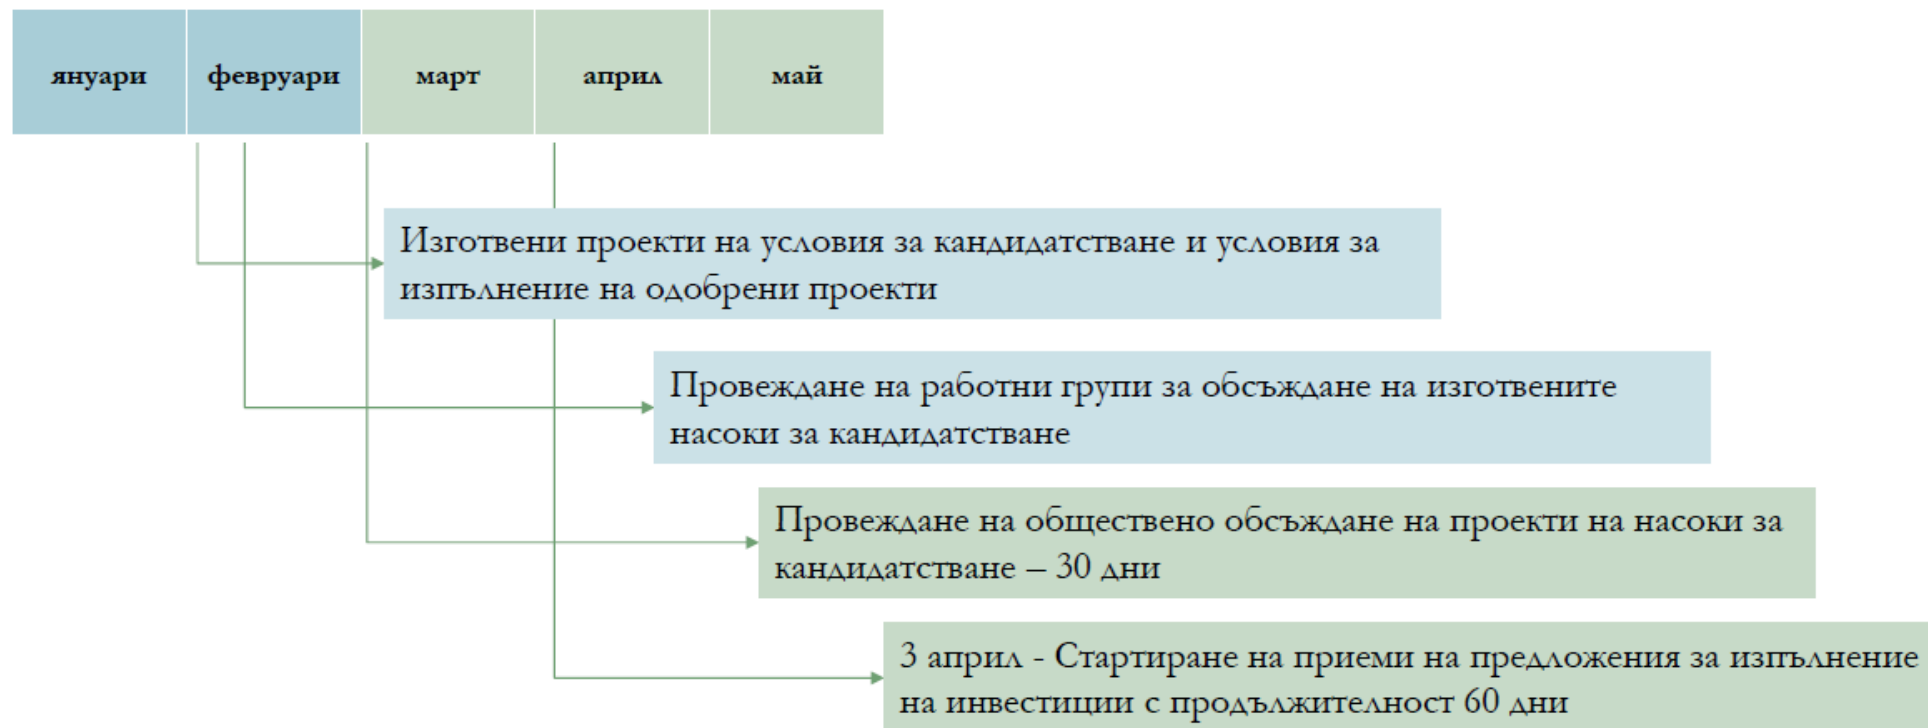 януари
февруари
март
април
май
Изготвени проекти на условия за кандидатстване и условия за
изпълнение на одобрени проекти
Провеждане на работни групи за обсъждане на изготвените
насоки за кандидатстване
Провеждане на обществено обсъждане на проекти на насоки за
кандидатстване – 30 дни
3 април - Стартиране на приеми на предложения за изпълнение
на инвестиции с продължителност 60 дни